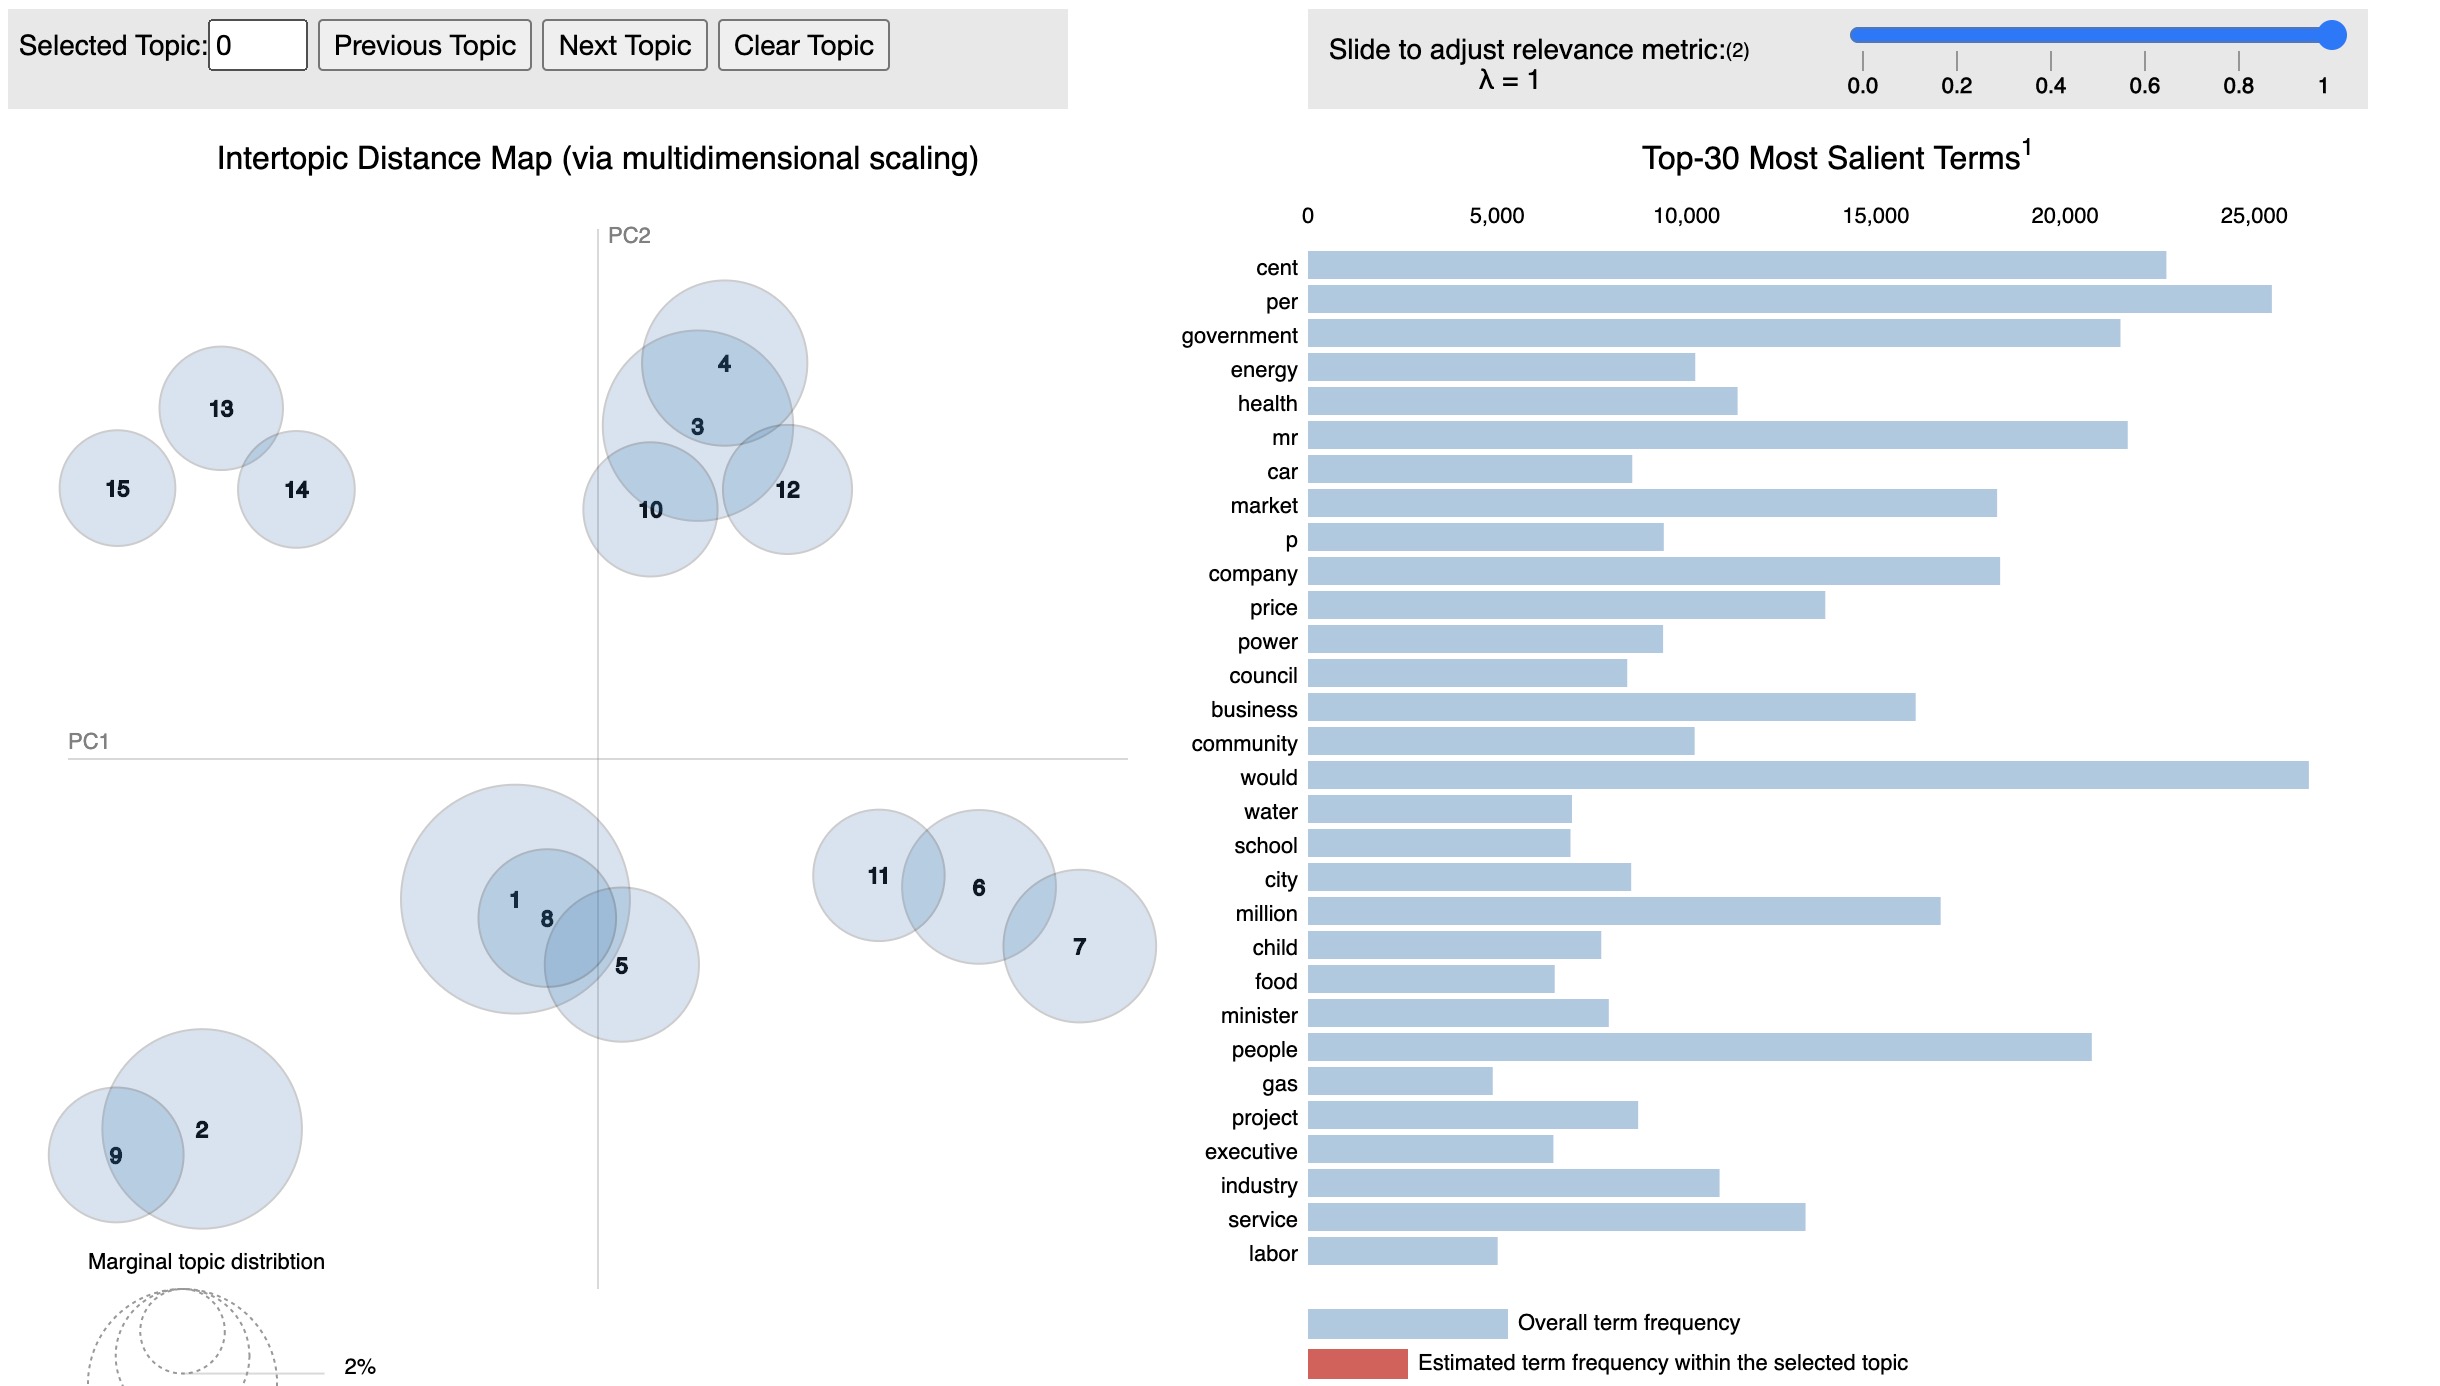 Selected Topic: 0 Previous Topic Next Topic Clear Topic
Slide to adjust relevance metric:(2)
λ = 1
0.0 0.2 0.4 0.6 0.8 1
Intertopic Distance Map (via multidimensional scaling)
PC2
4
13
3
15
14
12
10
PC1
11
6
1
8
7
5
2
9
Marginal topic distribtion
2%
Top-30 Most Salient Terms1
0 5,000 10,000 15,000 20,000 25,000
cent
per
government
energy
health
mr
car
market
p
company
price
power
council
business
community
would
water
school
city
million
child
food
minister
people
gas
project
executive
industry
service
labor
Overall term frequency
Estimated term frequency within the selected topic